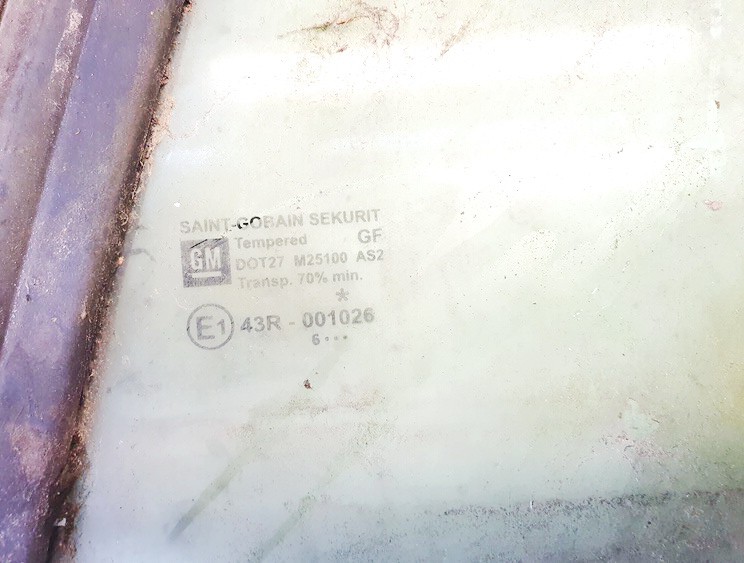 SAINT-GOBAIN SEKURIT
GM
Tempered GF
DOT27 M25100 AS2
Transp. 70% min.
*
E1 43R - 001026
6...